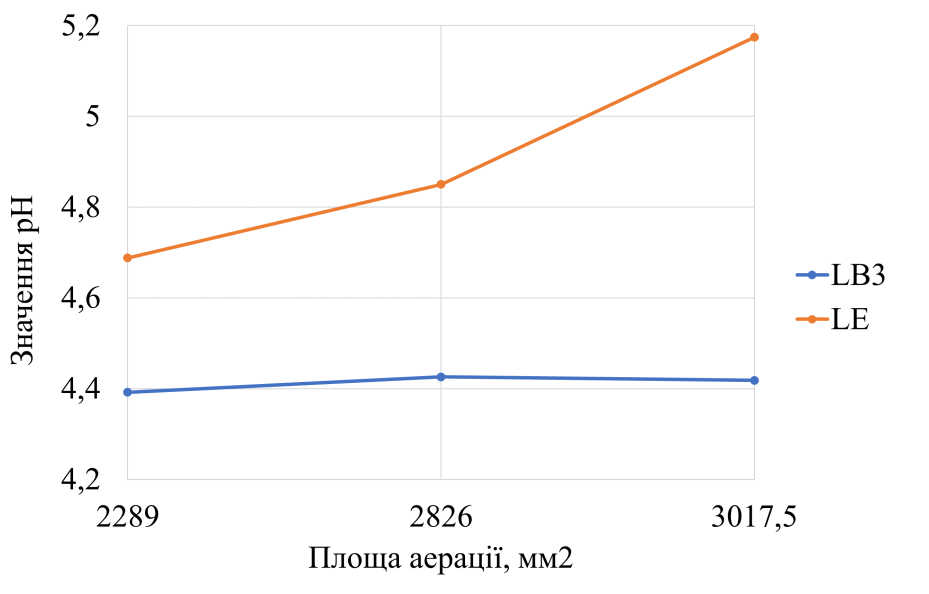 5,2
5
4,8
4,6
4,4
4,2
Значення pH
2289
2826
3017,5
Площа аерації, мм2
LB3
LE